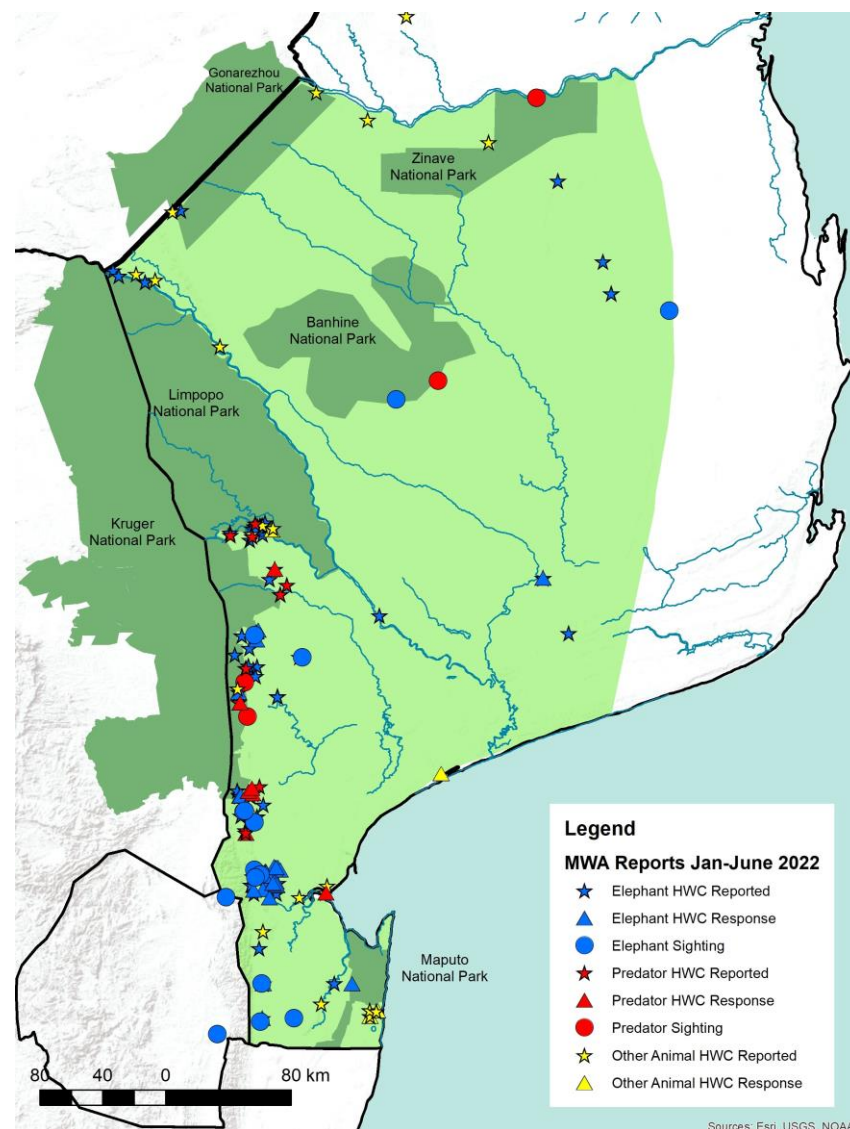 Gonarezhou
National Park
Zinave
National Park
Banhine
National Park
Limpopo
National Park
Kruger
National Park
Maputo
National Park
Legend
MWA Reports Jan-June 2022
Elephant HWC Reported
Elephant HWC Response
Elephant Sighting
Predator HWC Reported
Predator HWC Response
Predator Sighting
Other Animal HWC Reported
Other Animal HWC Response
80 40 0 80 km
Sources: Esri, USGS, NOAA